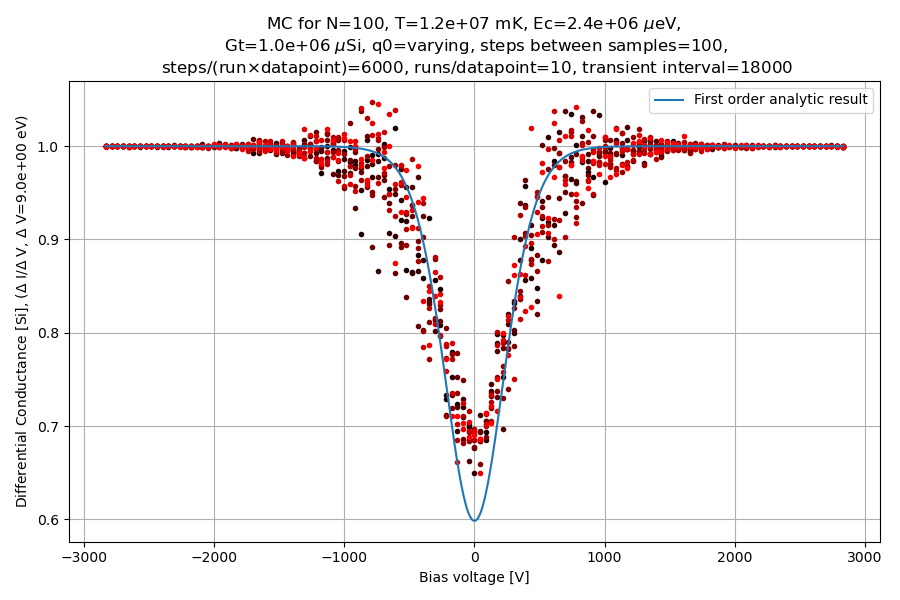 MC for N=100, T=1.2e+07 mK, Ec=2.4e+06 μeV,
Gt=1.0e+06 μSi, q0=varying, steps between samples=100,
steps/(run×datapoint)=6000, runs/datapoint=10, transient interval=18000
First order analytic result
Differential Conductance [Si], (Δ I/Δ V, Δ V=9.0e+00 eV)
1.0
0.9
0.8
0.7
0.6
−3000 −2000 −1000 0 1000 2000 3000
Bias voltage [V]